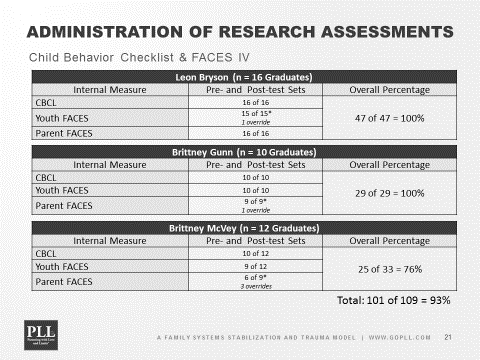 ADMINISTRATION OF RESEARCH ASSESSMENTS
Child Behavior Checklist & FACES IV
Leon Bryson (n = 16 Graduates)
Internal Measure Pre- and Post-test Sets Overall Percentage
CBCL 16 of 16
Youth FACES 15 of 15*
1 override
47 of 47 = 100%
Parent FACES 16 of 16
Brittney Gunn (n = 10 Graduates)
Internal Measure Pre- and Post-test Sets Overall Percentage
CBCL 10 of 10
Youth FACES 10 of 10
29 of 29 = 100%
Parent FACES 9 of 9*
1 override
Brittney McVey (n = 12 Graduates)
Internal Measure Pre- and Post-test Sets Overall Percentage
CBCL 10 of 12
Youth FACES 9 of 12
25 of 33 = 76%
Parent FACES 6 of 9*
3 overrides
Total: 101 of 109 = 93%
PLL
Parenting with Love
and Limits
A FAMILY SYSTEMS STABILIZATION AND TRAUMA MODEL | WWW.GOPLL.COM 21